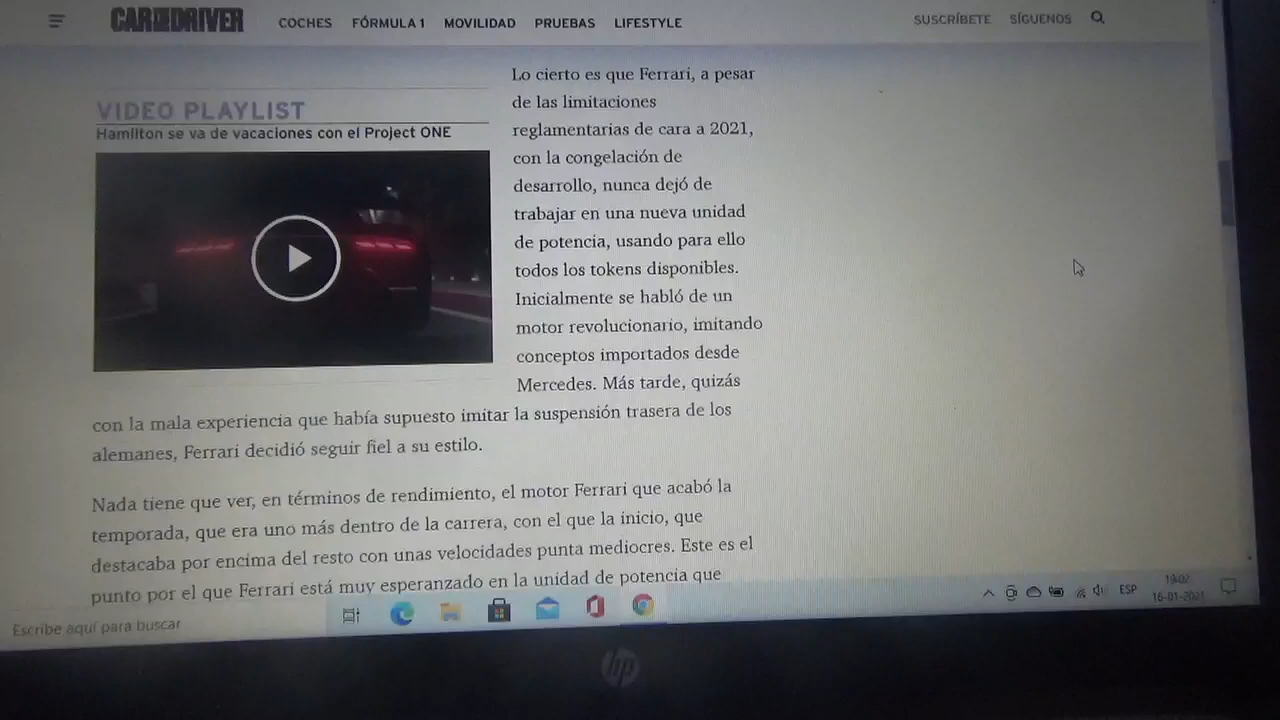 CAR AND DRIVER
COCHES FÓRMULA 1 MOVILIDAD PRUEBAS LIFESTYLE
SUSCRÍBETE SÍGUENOS
VIDEO PLAYLIST
Hamilton se va de vacaciones con el Project ONE
Lo cierto es que Ferrari, a pesar
de las limitaciones
reglamentarias de cara a 2021,
con la congelación de
desarrollo, nunca dejó de
trabajar en una nueva unidad
de potencia, usando para ello
todos los tokens disponibles.
Inicialmente se habló de un
motor revolucionario, imitando
conceptos importados desde
Mercedes. Más tarde, quizás
con la mala experiencia que había supuesto imitar la suspensión trasera de los
alemanes, Ferrari decidió seguir fiel a su estilo.
Nada tiene que ver, en términos de rendimiento, el motor Ferrari que acabó la
temporada, que era uno más dentro de la carrera, con el que la inicio, que
destacaba por encima del resto con unas velocidades punta mediocres. Este es el
punto por el que Ferrari está muy esperanzado en la unidad de potencia que
Escribe aquí para buscar
ESP
19:02
16-01-2021
hp